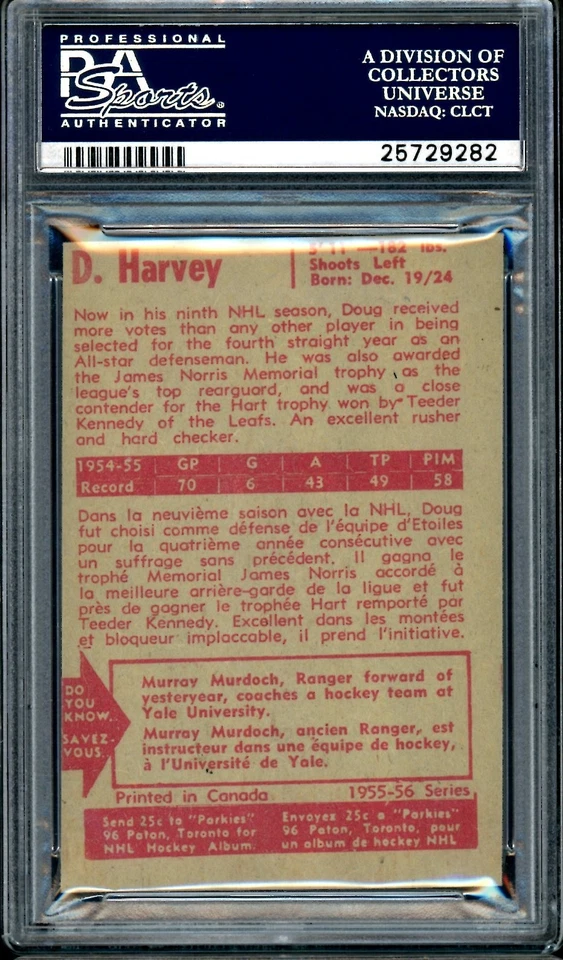 PROFESSIONAL
PSA
Sports®
AUTHENTICATOR
A DIVISION OF
COLLECTORS
UNIVERSE
NASDAQ: CLCT
25729282
D. Harvey
5' 11 —182 lbs.
Shoots Left
Born: Dec. 19/24
Now in his ninth NHL season, Doug received
more votes than any other player in being
selected for the fourth straight year as an
All-star defenseman. He was also awarded
the James Norris Memorial trophy as the
league's top rearguard, and was a close
contender for the Hart trophy won by Teeder
Kennedy of the Leafs. An excellent rusher
and hard checker.
1954-55 GP G A TP PIM
Record 70 6 43 49 58
Dans la neuvième saison avec la NHL, Doug
fut choisi comme défense de l'équipe d'Etoiles
pour la quatrième année consécutive avec
un suffrage sans précédent. Il gagna le
trophé Memorial James Norris accordé à
la meilleure arrière-garde de la ligue et fut
près de gagner le trophée Hart remporté par
Teeder Kennedy. Excellent dans les montées
et bloqueur implaccable, il prend l'initiative.
DO
YOU
KNOW..
SAVEZ-
VOUS.
Murray Murdoch, Ranger forward of
yesteryear, coaches a hockey team at
Yale University.
Murray Murdoch, ancien Ranger, est
instructeur dans une équipe de hockey,
à l'Université de Yale.
Printed in Canada 1955-56 Series
Send 25c to "Parkies"
96 Paton, Toronto for
NHL Hockey Album.
Envoyez 25c a "Parkies"
96 Paton, Toronto, pour
un album de hockey NHL